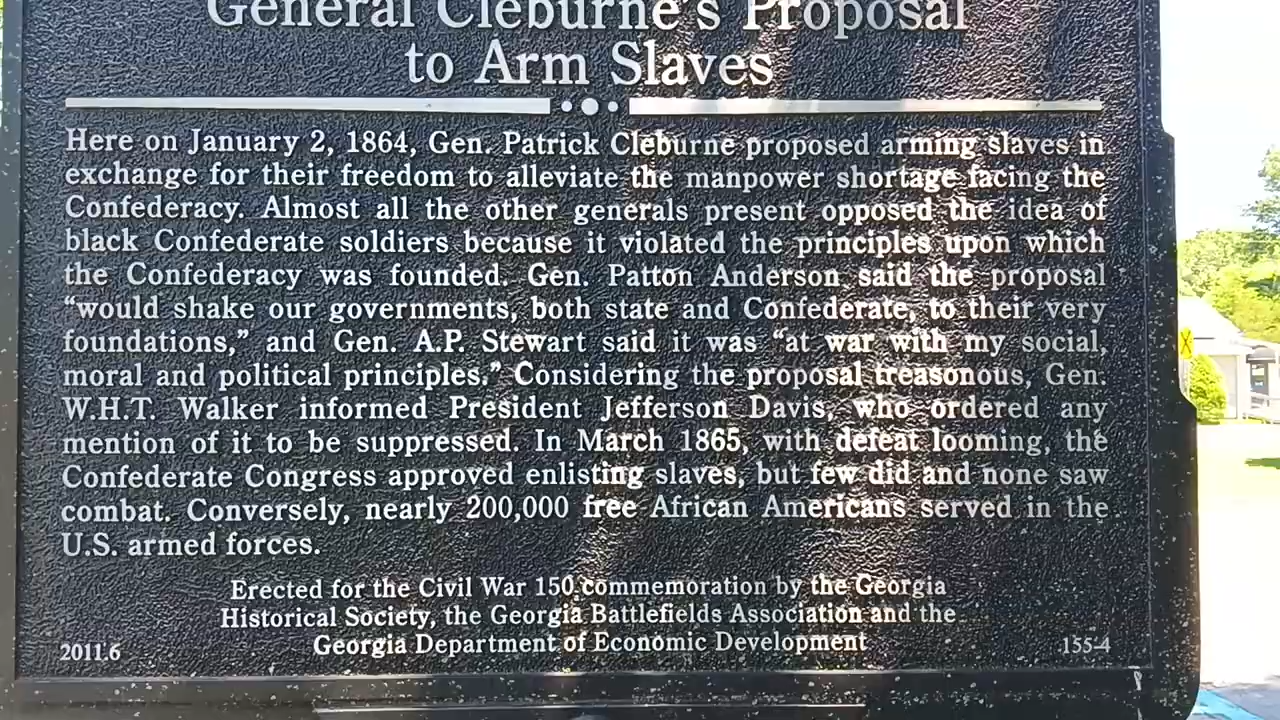 General Cleburne's Proposal
to Arm Slaves
Here on January 2, 1864, Gen. Patrick Cleburne proposed arming slaves in
exchange for their freedom to alleviate the manpower shortage facing the
Confederacy. Almost all the other generals present opposed the idea of
black Confederate soldiers because it violated the principles upon which
the Confederacy was founded. Gen. Patton Anderson said the proposal
“would shake our governments, both state and Confederate, to their very
foundations,” and Gen. A.P. Stewart said it was “at war with my social,
moral and political principles.” Considering the proposal treasonous, Gen.
W.H.T. Walker informed President Jefferson Davis, who ordered any
mention of it to be suppressed. In March 1865, with defeat looming, the
Confederate Congress approved enlisting slaves, but few did and none saw
combat. Conversely, nearly 200,000 free African Americans served in the
U.S. armed forces.
Erected for the Civil War 150 commemoration by the Georgia
Historical Society, the Georgia Battlefields Association and the
Georgia Department of Economic Development
2011.6
155-4